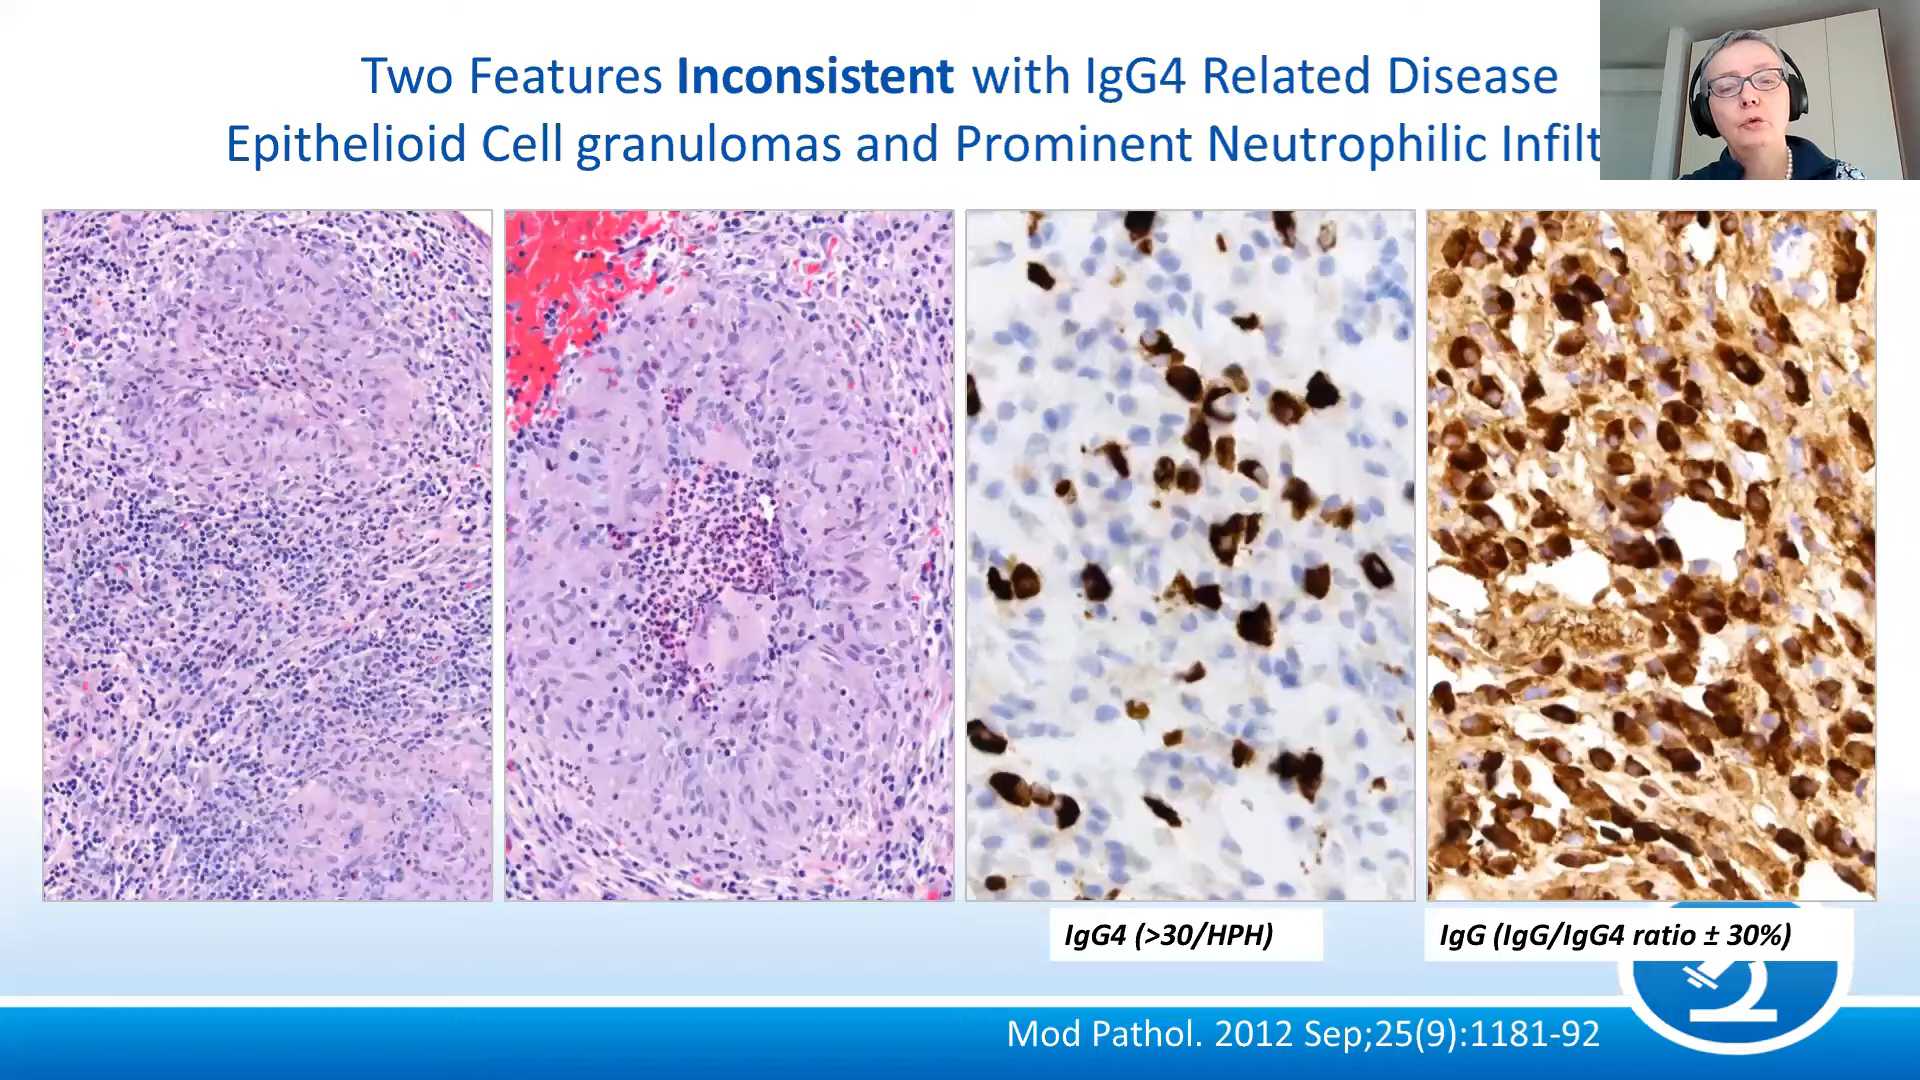 Two Features Inconsistent with IgG4 Related Disease
Epithelioid Cell granulomas and Prominent Neutrophilic Infilt
IgG4 (>30/HPH)
IgG (IgG/IgG4 ratio ± 30%)
Mod Pathol. 2012 Sep;25(9):1181-92